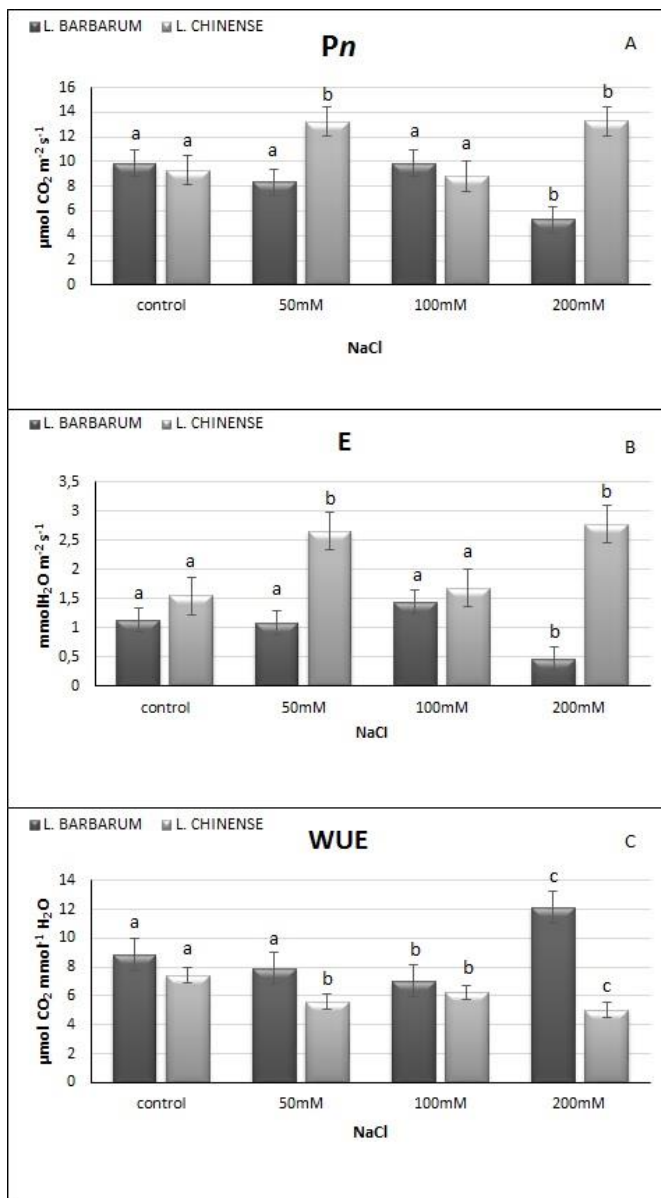 L. BARBARUM L. CHINENSE
Pn
A
µmol CO₂ m⁻² s⁻¹
16
14
12
10
8
6
4
2
0
a a a b a a b b
control 50mM 100mM 200mM
NaCl
L. BARBARUM L. CHINENSE
E
B
mmolH₂O m⁻² s⁻¹
3,5
3
2,5
2
1,5
1
0,5
0
a a a b a a b b
control 50mM 100mM 200mM
NaCl
L. BARBARUM L. CHINENSE
WUE
C
µmol CO₂ mmol⁻¹ H₂O
14
12
10
8
6
4
2
0
a a a b b b c c
control 50mM 100mM 200mM
NaCl